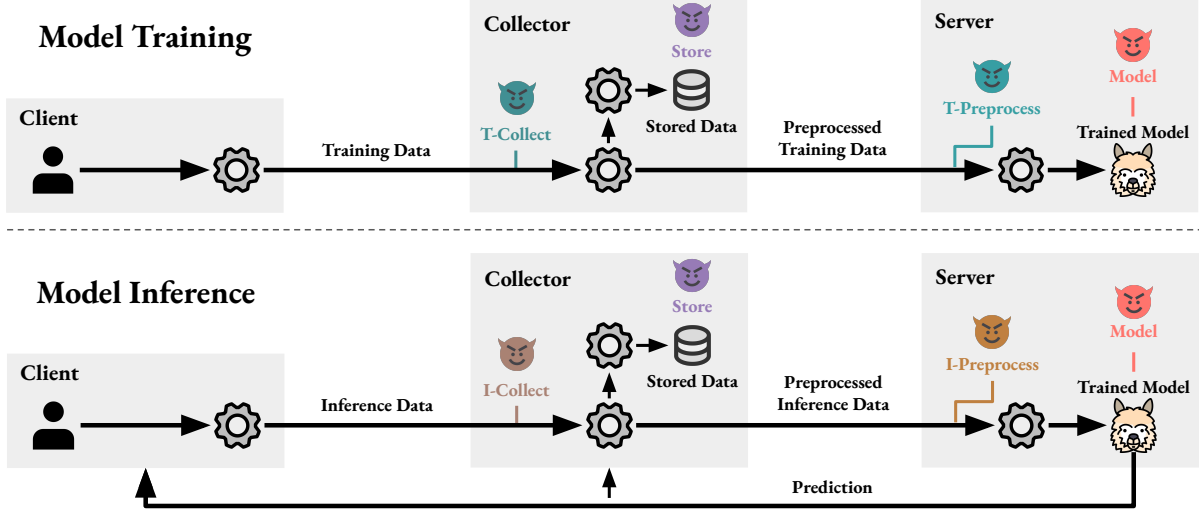 Model Training
Client
Training Data
Collector
Store
T-Collect
Stored Data
Preprocessed
Training Data
Server
Model
T-Preprocess
Trained Model
Model Inference
Client
Inference Data
Collector
Store
I-Collect
Stored Data
Preprocessed
Inference Data
Server
Model
I-Preprocess
Trained Model
Prediction